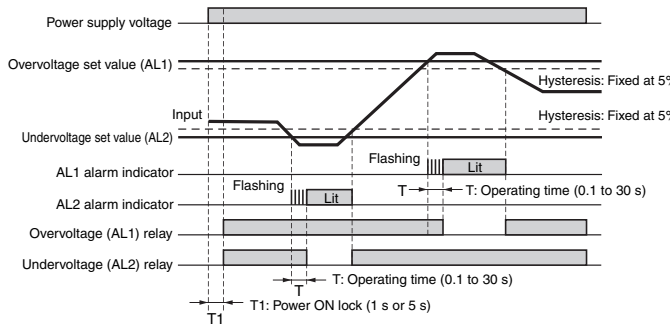 Power supply voltage
Overvoltage set value (AL1)
Hysteresis: Fixed at 5%
Input
Hysteresis: Fixed at 5%
Undervoltage set value (AL2)
Flashing
Lit
AL1 alarm indicator
T
T: Operating time (0.1 to 30 s)
Flashing
Lit
AL2 alarm indicator
Overvoltage (AL1) relay
Undervoltage (AL2) relay
T: Operating time (0.1 to 30 s)
T
T1: Power ON lock (1 s or 5 s)
T1